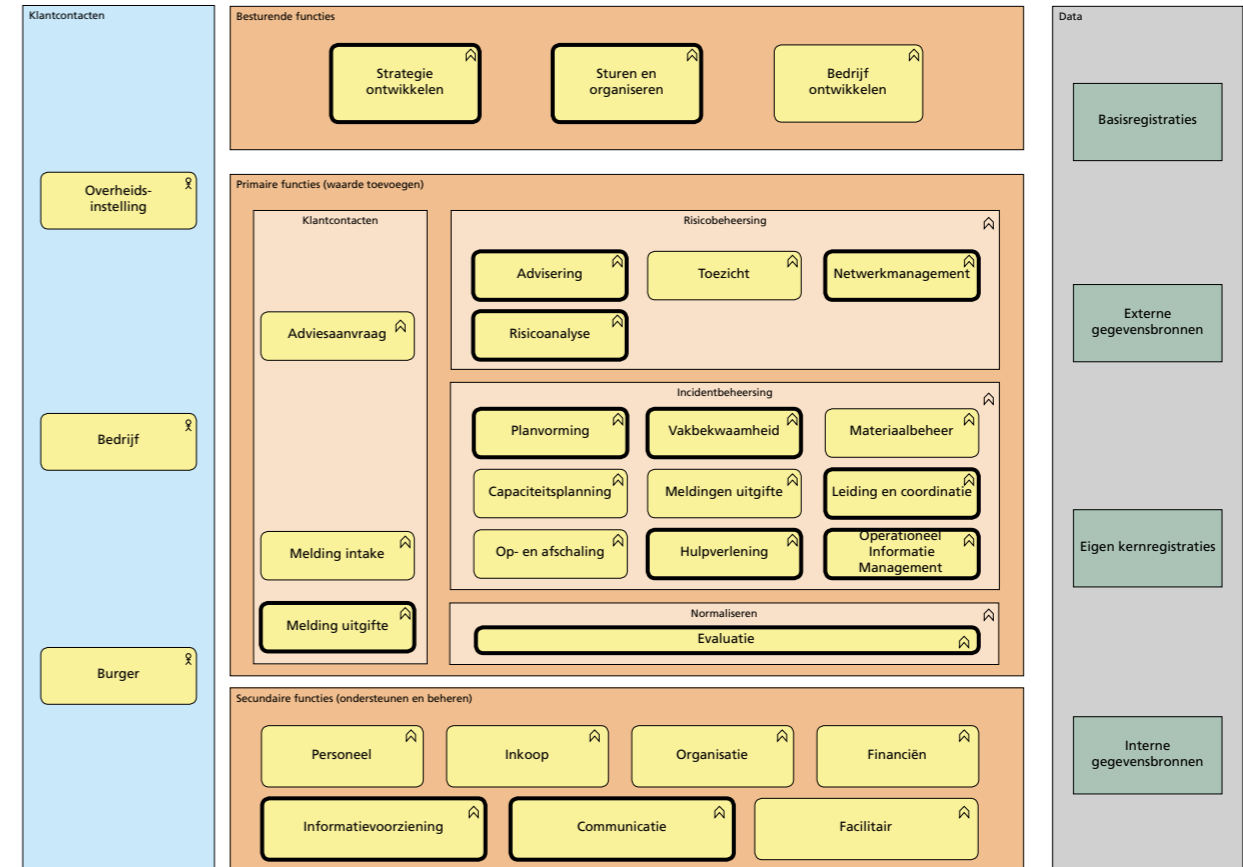 Klantcontacten
Overheids-
instelling
Bedrijf
Burger
Besturende functies
Strategie
ontwikkelen
Sturen en
organiseren
Bedrijf
ontwikkelen
Primaire functies (waarde toevoegen)
Klantcontacten
Adviesaanvraag
Melding intake
Melding uitgifte
Risicobeheersing
Advisering
Toezicht
Netwerkmanagement
Risicoanalyse
Incidentbeheersing
Planvorming
Vakbekwaamheid
Materiaalbeheer
Capaciteitsplanning
Meldingen uitgifte
Leiding en coordinatie
Op- en afschaling
Hulpverlening
Operationeel
Informatie
Management
Normaliseren
Evaluatie
Secundaire functies (ondersteunen en beheren)
Personeel
Inkoop
Organisatie
Financiën
Informatievoorziening
Communicatie
Facilitair
Data
Basisregistraties
Externe
gegevensbronnen
Eigen kernregistraties
Interne
gegevensbronnen